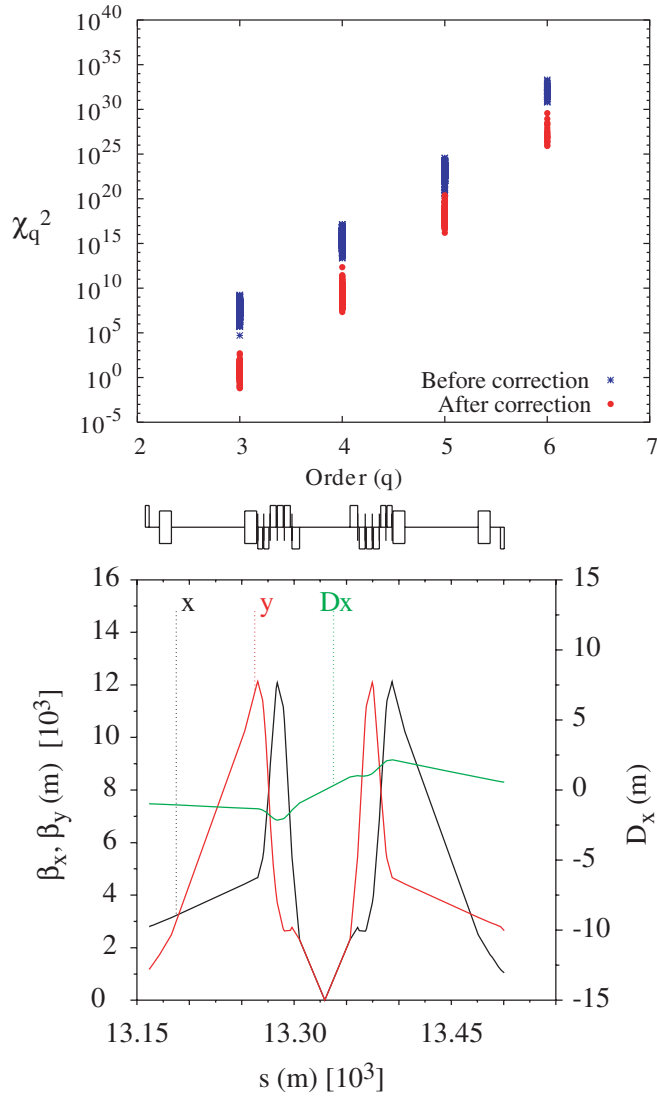 10^40
10^35
10^30
10^25
10^20
10^15
10^10
10^5
10^0
10^-5
χ_q^2
Before correction
After correction
2 3 4 5 6 7
Order (q)
16
14
12
10
8
6
4
2
0
β_x, β_y (m) [10^3]
x
y
Dx
15
10
5
0
−5
−10
−15
D_x (m)
13.15 13.30 13.45
s (m) [10^3]